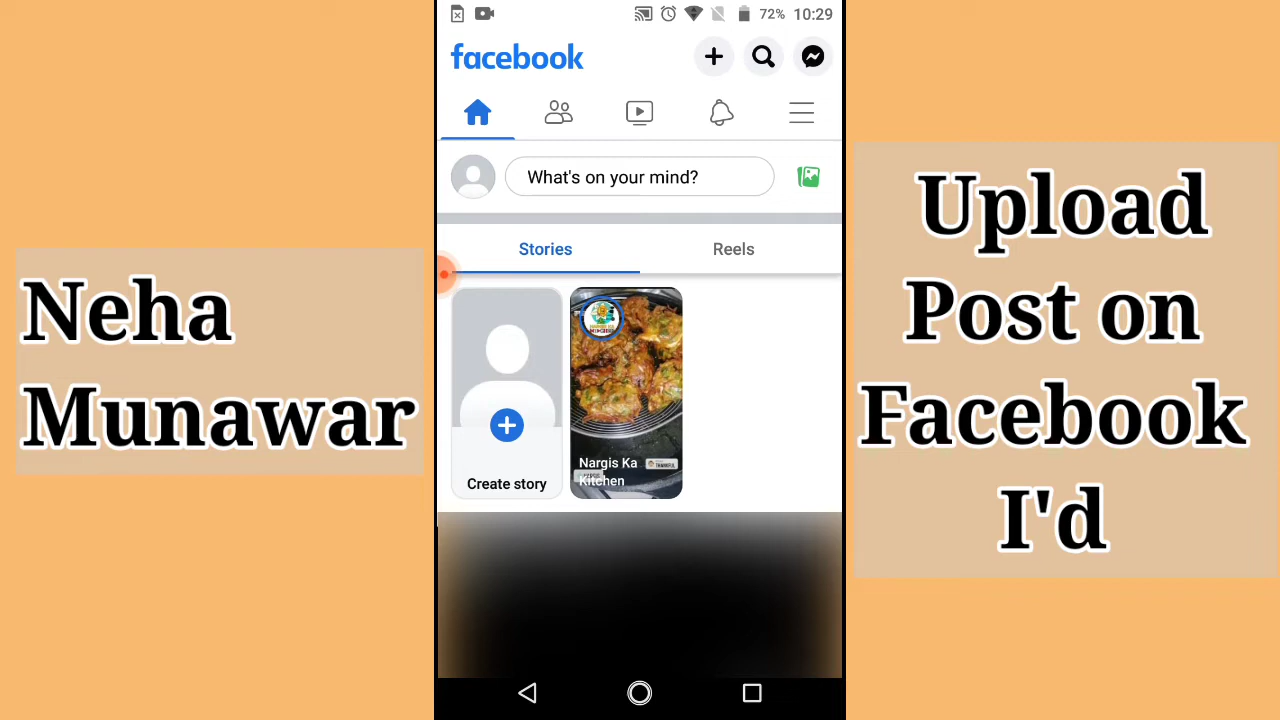 72% 10:29
facebook
What's on your mind?
Stories
Reels
Nargis Ka
Kitchen
Create story
Neha
Munawar
Upload
Post on
Facebook
I'd